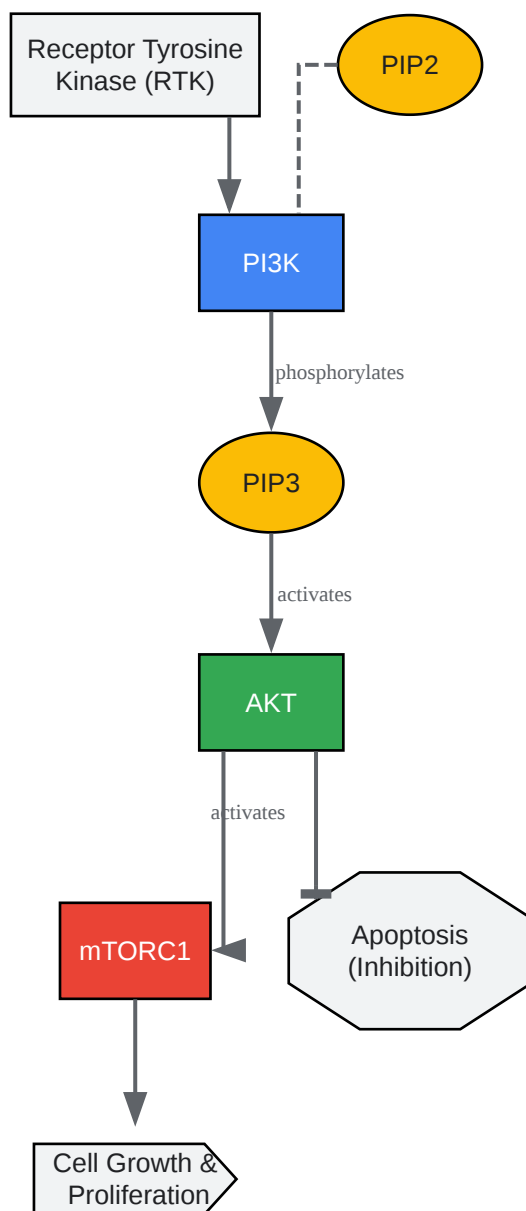 Receptor Tyrosine
Kinase (RTK)
PIP2
PI3K
phosphorylates
PIP3
activates
AKT
activates
mTORC1
Apoptosis
(Inhibition)
Cell Growth &
Proliferation